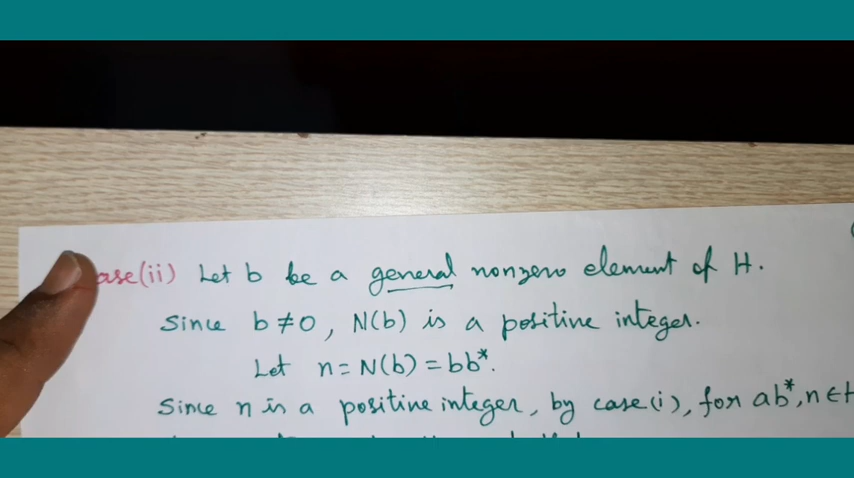 ase(ii) Let b be a general nonzero element of H.
Since b ≠ 0, N(b) is a positive integer.
Let n = N(b) = bb*.
Since n is a positive integer, by case(i), for ab*, n ∈ H